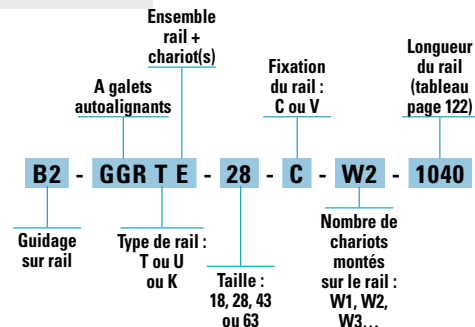 Ensemble
rail +
chariot(s)
A galets
autoalignants
Fixation
du rail :
C ou V
Longueur
du rail
(tableau
page 122)
B2 - GGR T E - 28 - C - W2 - 1040
Guidage
sur rail
Type de rail :
T ou U
ou K
Taille :
18, 28, 43
ou 63
Nombre de
chariots
montés
sur le rail :
W1, W2,
W3...